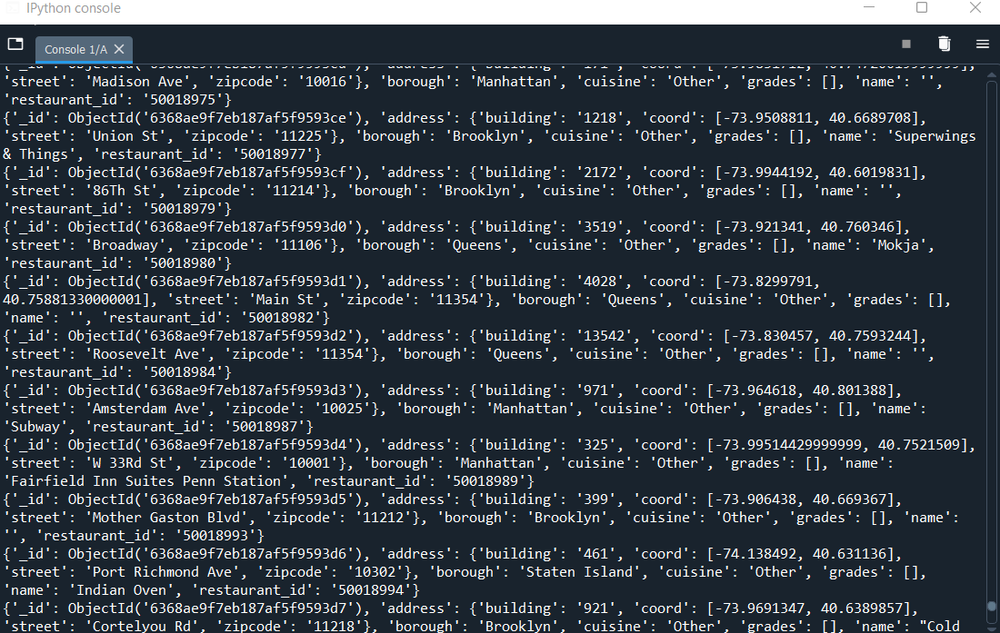 IPython console
Console 1/A
'street': 'Madison Ave', 'zipcode': '10016'}, 'borough': 'Manhattan', 'cuisine': 'Other', 'grades': [], 'name': '',
'restaurant_id': '50018975'}
{'_id': ObjectId('6368ae9f7eb187af5f9593ce'), 'address': {'building': '1218', 'coord': [-73.9508811, 40.6689708],
'street': 'Union St', 'zipcode': '11225'}, 'borough': 'Brooklyn', 'cuisine': 'Other', 'grades': [], 'name': 'Superwings
& Things', 'restaurant_id': '50018977'}
{'_id': ObjectId('6368ae9f7eb187af5f9593cf'), 'address': {'building': '2172', 'coord': [-73.9944192, 40.6019831],
'street': '86Th St', 'zipcode': '11214'}, 'borough': 'Brooklyn', 'cuisine': 'Other', 'grades': [], 'name': '',
'restaurant_id': '50018979'}
{'_id': ObjectId('6368ae9f7eb187af5f9593d0'), 'address': {'building': '3519', 'coord': [-73.921341, 40.760346],
'street': 'Broadway', 'zipcode': '11106'}, 'borough': 'Queens', 'cuisine': 'Other', 'grades': [], 'name': 'Mokja',
'restaurant_id': '50018980'}
{'_id': ObjectId('6368ae9f7eb187af5f9593d1'), 'address': {'building': '4028', 'coord': [-73.8299791,
40.75881330000001], 'street': 'Main St', 'zipcode': '11354'}, 'borough': 'Queens', 'cuisine': 'Other', 'grades': [],
'name': '', 'restaurant_id': '50018982'}
{'_id': ObjectId('6368ae9f7eb187af5f9593d2'), 'address': {'building': '13542', 'coord': [-73.830457, 40.7593244],
'street': 'Roosevelt Ave', 'zipcode': '11354'}, 'borough': 'Queens', 'cuisine': 'Other', 'grades': [], 'name': '',
'restaurant_id': '50018984'}
{'_id': ObjectId('6368ae9f7eb187af5f9593d3'), 'address': {'building': '971', 'coord': [-73.964618, 40.801388],
'street': 'Amsterdam Ave', 'zipcode': '10025'}, 'borough': 'Manhattan', 'cuisine': 'Other', 'grades': [], 'name':
'Subway', 'restaurant_id': '50018987'}
{'_id': ObjectId('6368ae9f7eb187af5f9593d4'), 'address': {'building': '325', 'coord': [-73.99514429999999, 40.7521509],
'street': 'W 33Rd St', 'zipcode': '10001'}, 'borough': 'Manhattan', 'cuisine': 'Other', 'grades': [], 'name':
'Fairfield Inn Suites Penn Station', 'restaurant_id': '50018989'}
{'_id': ObjectId('6368ae9f7eb187af5f9593d5'), 'address': {'building': '399', 'coord': [-73.906438, 40.669367],
'street': 'Mother Gaston Blvd', 'zipcode': '11212'}, 'borough': 'Brooklyn', 'cuisine': 'Other', 'grades': [], 'name':
'', 'restaurant_id': '50018993'}
{'_id': ObjectId('6368ae9f7eb187af5f9593d6'), 'address': {'building': '461', 'coord': [-74.138492, 40.631136],
'street': 'Port Richmond Ave', 'zipcode': '10302'}, 'borough': 'Staten Island', 'cuisine': 'Other', 'grades': [],
'name': 'Indian Oven', 'restaurant_id': '50018994'}
{'_id': ObjectId('6368ae9f7eb187af5f9593d7'), 'address': {'building': '921', 'coord': [-73.9691347, 40.6389857],
'street': 'Cortelyou Rd', 'zipcode': '11218'}, 'borough': 'Brooklyn', 'cuisine': 'Other', 'grades': [], 'name': "Cold